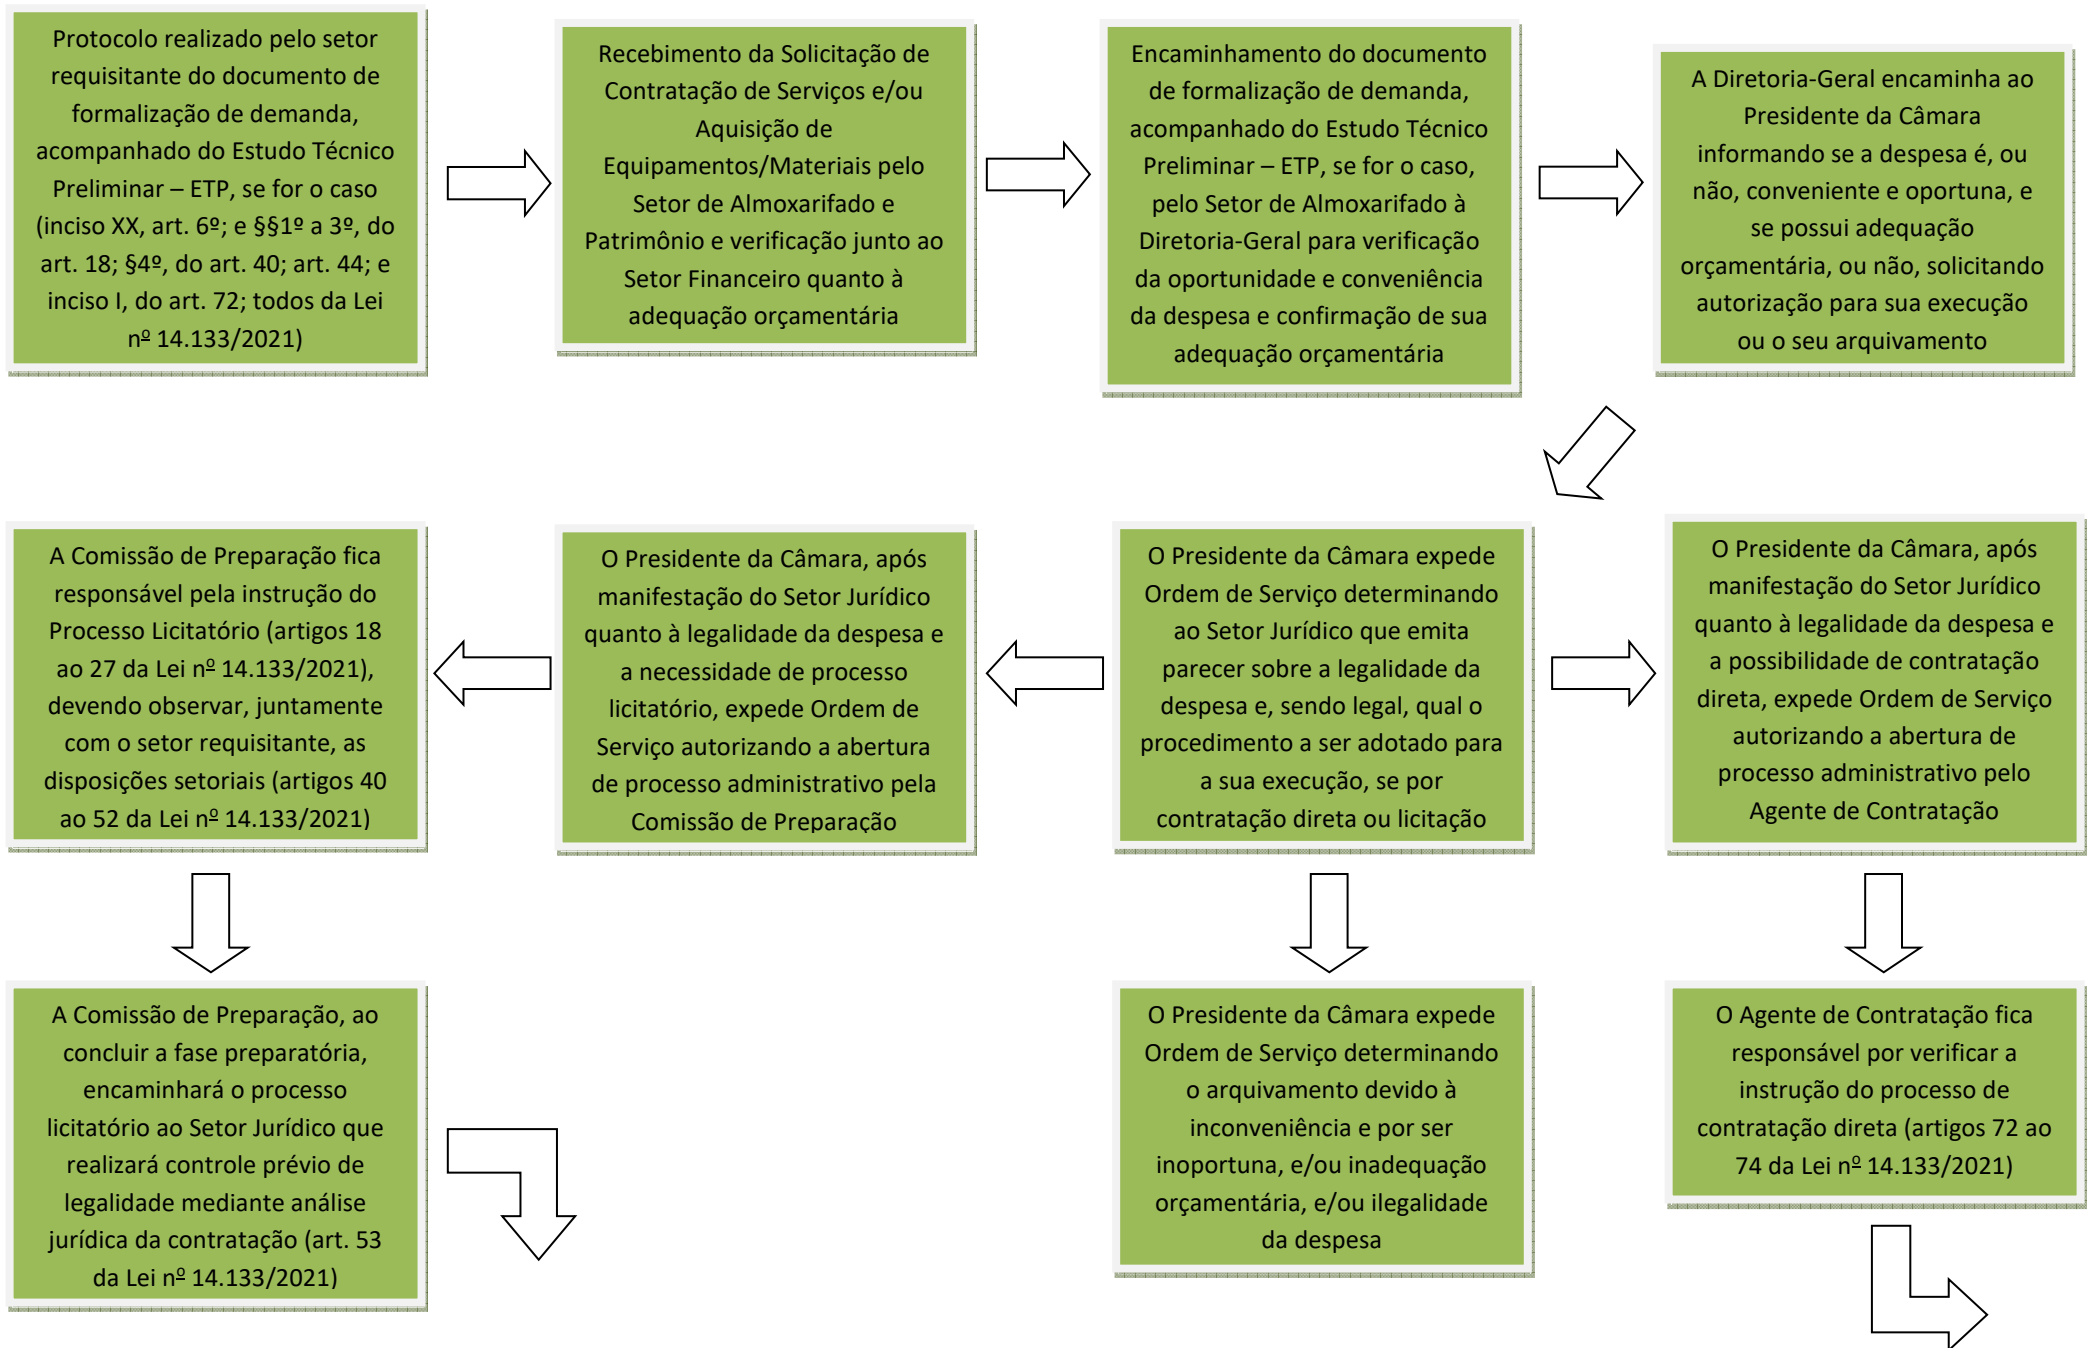 Protocolo realizado pelo setor
requisitante do documento de
formalização de demanda,
acompanhado do Estudo Técnico
Preliminar – ETP, se for o caso
(inciso XX, art. 6º; e §§1º a 3º, do
art. 18; §4º, do art. 40; art. 44; e
inciso I, do art. 72; todos da Lei
nº 14.133/2021)
Recebimento da Solicitação de
Contratação de Serviços e/ou
Aquisição de
Equipamentos/Materiais pelo
Setor de Almoxarifado e
Patrimônio e verificação junto ao
Setor Financeiro quanto à
adequação orçamentária
Encaminhamento do documento
de formalização de demanda,
acompanhado do Estudo Técnico
Preliminar – ETP, se for o caso,
pelo Setor de Almoxarifado à
Diretoria-Geral para verificação
da oportunidade e conveniência
da despesa e confirmação de sua
adequação orçamentária
A Diretoria-Geral encaminha ao
Presidente da Câmara
informando se a despesa é, ou
não, conveniente e oportuna, e
se possui adequação
orçamentária, ou não, solicitando
autorização para sua execução
ou o seu arquivamento
A Comissão de Preparação fica
responsável pela instrução do
Processo Licitatório (artigos 18
ao 27 da Lei nº 14.133/2021),
devendo observar, juntamente
com o setor requisitante, as
disposições setoriais (artigos 40
ao 52 da Lei nº 14.133/2021)
O Presidente da Câmara, após
manifestação do Setor Jurídico
quanto à legalidade da despesa e
a necessidade de processo
licitatório, expede Ordem de
Serviço autorizando a abertura
de processo administrativo pela
Comissão de Preparação
O Presidente da Câmara expede
Ordem de Serviço determinando
ao Setor Jurídico que emita
parecer sobre a legalidade da
despesa e, sendo legal, qual o
procedimento a ser adotado para
a sua execução, se por
contratação direta ou licitação
O Presidente da Câmara, após
manifestação do Setor Jurídico
quanto à legalidade da despesa e
a possibilidade de contratação
direta, expede Ordem de Serviço
autorizando a abertura de
processo administrativo pelo
Agente de Contratação
A Comissão de Preparação, ao
concluir a fase preparatória,
encaminhará o processo
licitatório ao Setor Jurídico que
realizará controle prévio de
legalidade mediante análise
jurídica da contratação (art. 53
da Lei nº 14.133/2021)
O Presidente da Câmara expede
Ordem de Serviço determinando
o arquivamento devido à
inconveniência e por ser
inoportuna, e/ou inadequação
orçamentária, e/ou ilegalidade
da despesa
O Agente de Contratação fica
responsável por verificar a
instrução do processo de
contratação direta (artigos 72 ao
74 da Lei nº 14.133/2021)